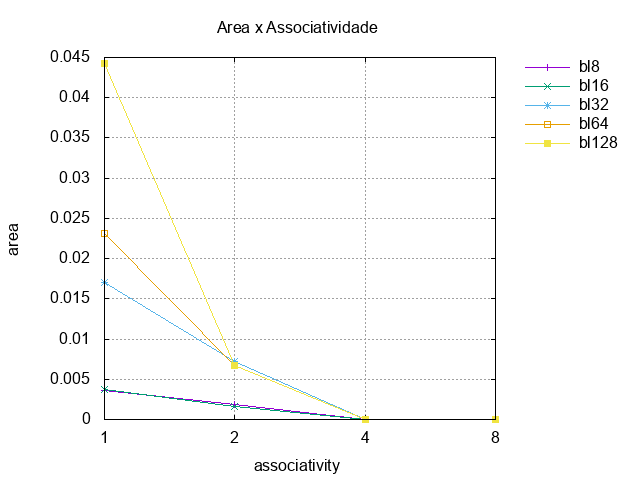 Area x Associatividade
0.045
0.04
0.035
0.03
0.025
0.02
0.015
0.01
0.005
0
1
2
4
8
area
associativity
bl8
bl16
bl32
bl64
bl128